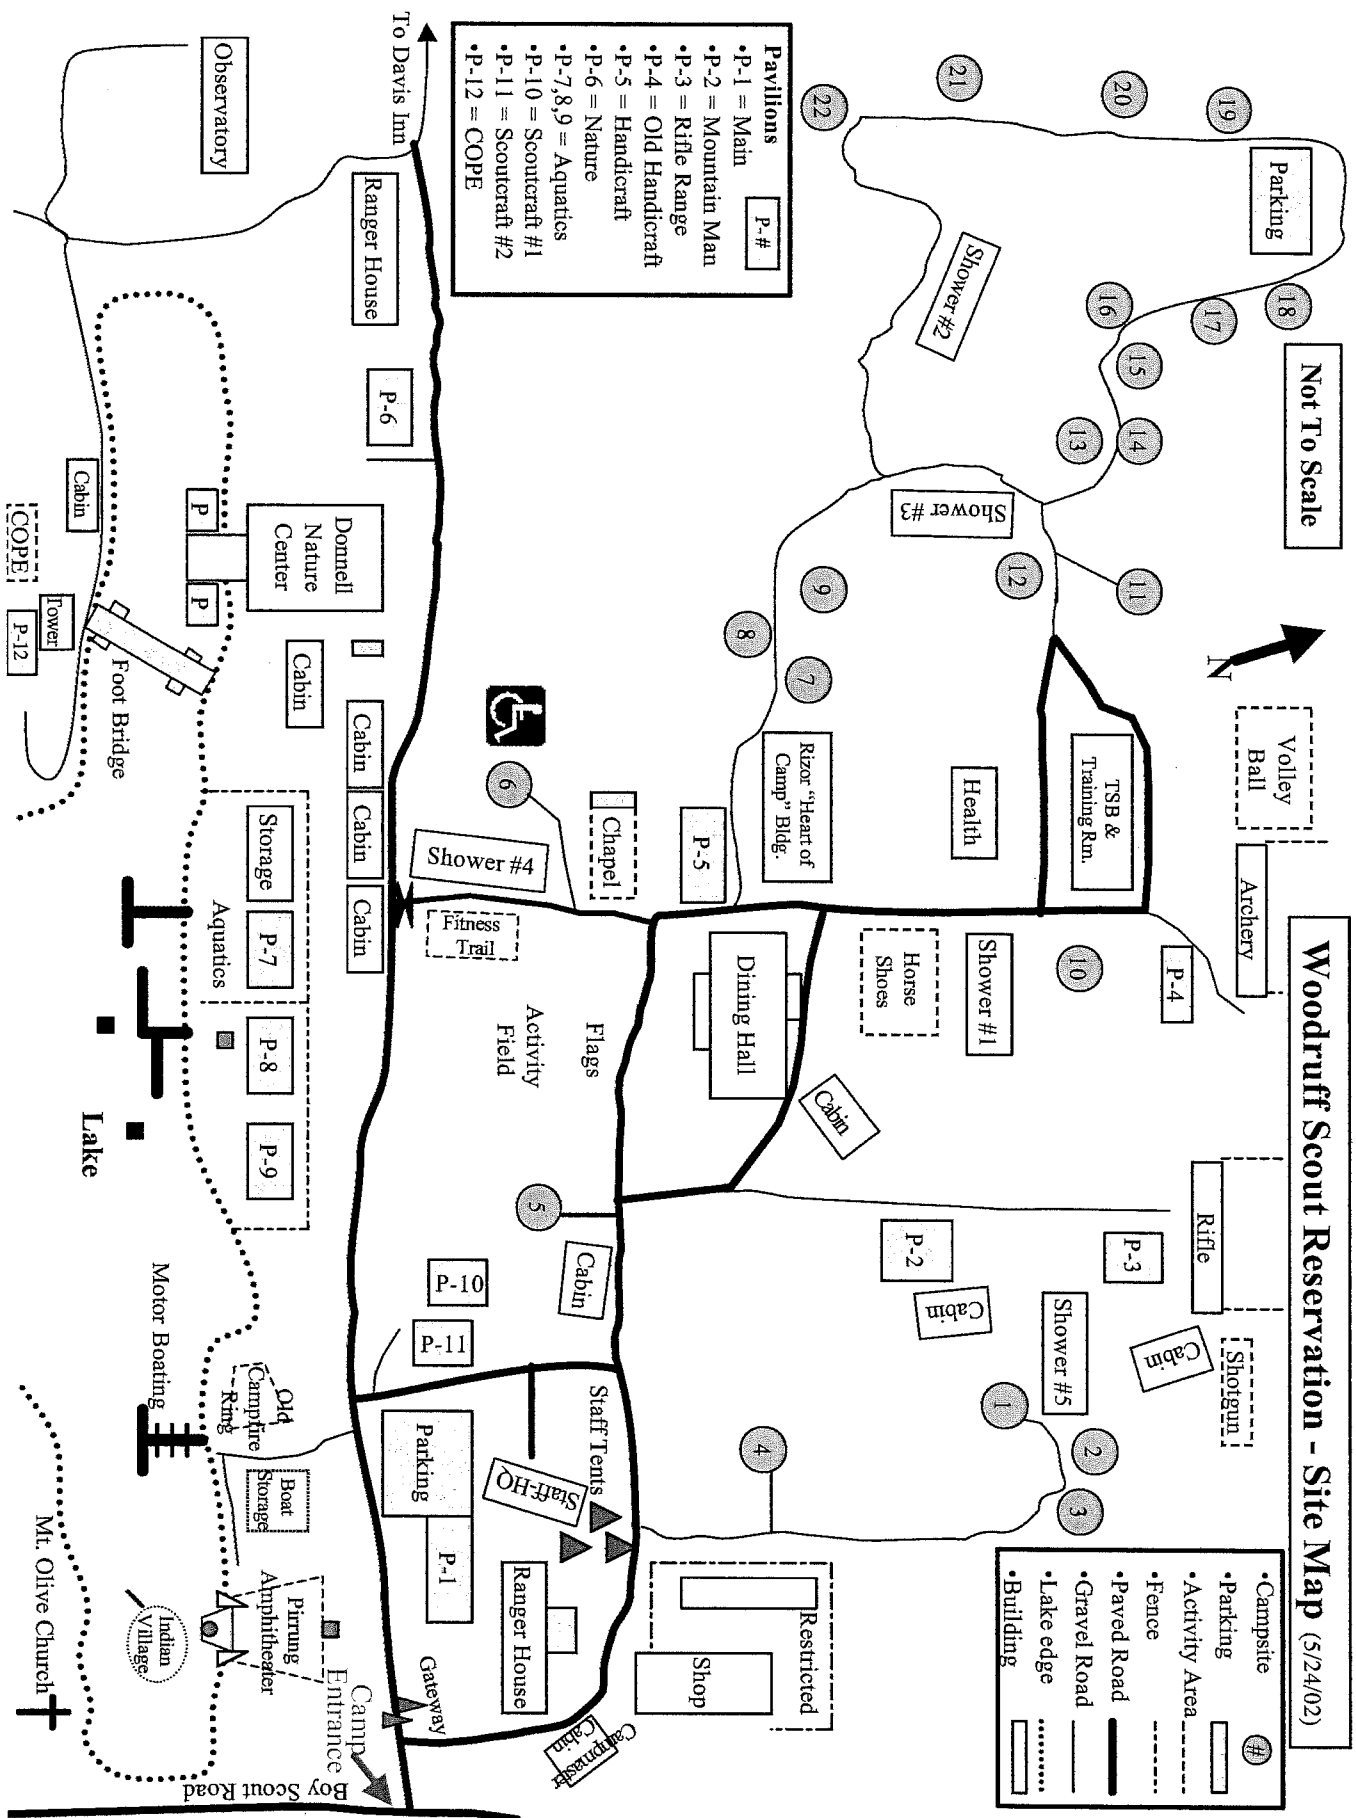 Woodruff Scout Reservation - Site Map (5/24/02)
Not To Scale
N
•Campsite
#
•Parking
•Activity Area
•Fence
•Paved Road
•Gravel Road
•Lake edge
•Building
Pavilions
P-#
•P-1 = Main
•P-2 = Mountain Man
•P-3 = Rifle Range
•P-4 = Old Handicraft
•P-5 = Handicraft
•P-6 = Nature
•P-7,8,9 = Aquatics
•P-10 = Scoutcraft #1
•P-11 = Scoutcraft #2
•P-12 = COPE
Parking
19
20
21
22
18
17
16
15
14
13
Shower #2
Shower #3
12
11
9
8
7
Volley
Ball
Archery
TSB &
Training Rm.
Health
Rizor "Heart of
Camp" Bldg.
P-5
P-4
10
Shower #1
Horse
Shoes
Dining Hall
Cabin
Rifle
P-3
P-2
Cabin
Shower #5
Cabin
Shotgun
1
2
3
4
Restricted
Shop
Campmaster
Cabin
Chapel
6
Shower #4
Fitness
Trail
Flags
Activity
Field
5
Cabin
P-10
P-11
Staff Tents
Staff-HQ
Parking
P-1
Ranger House
Gateway
Camp
Entrance
Boy Scout Road
To Davis Inn
Ranger House
P-6
Observatory
Donnell
Nature
Center
P
P
Cabin
Cabin
Cabin
Cabin
Cabin
COPE
Tower
P-12
Foot Bridge
Storage
P-7
Aquatics
P-8
P-9
Lake
Motor Boating
Old
Campfire
Ring
Boat
Storage
Pirrung
Amphitheater
Indian
Village
Mt. Olive Church